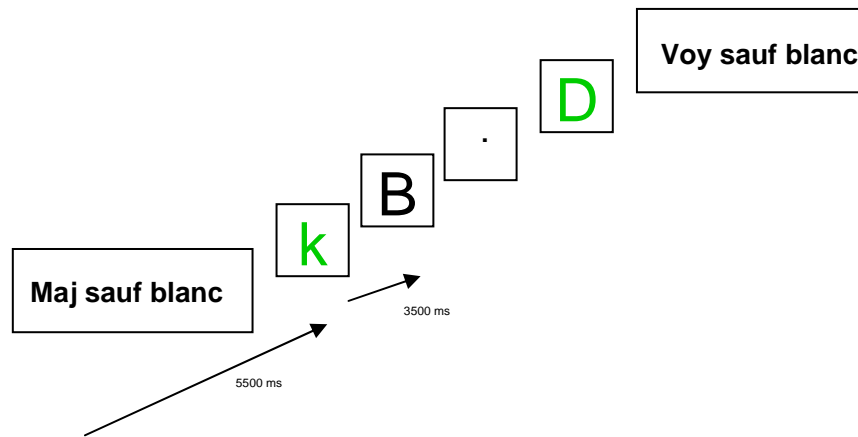 Voy sauf blanc
D
.
B
k
Maj sauf blanc
3500 ms
5500 ms